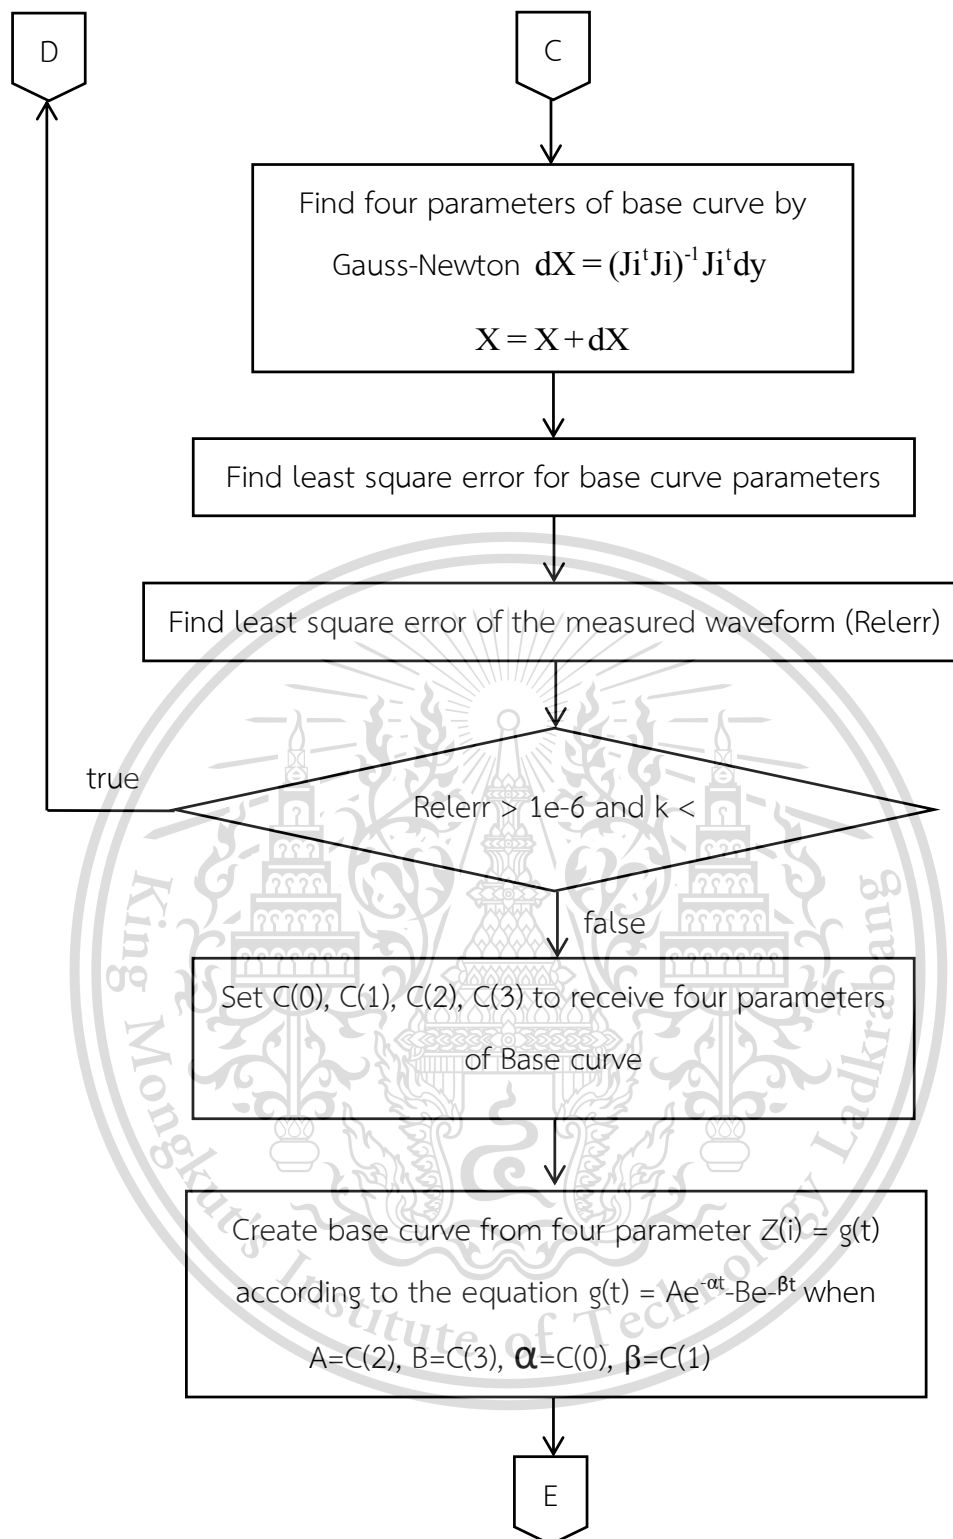 D
C
Find four parameters of base curve by
Gauss-Newton dX = (Jiᵗ Ji)⁻¹ Jiᵗ dy
X = X + dX
Find least square error for base curve parameters
Find least square error of the measured waveform (Relerr)
true
Relerr > 1e-6 and k <
false
Set C(0), C(1), C(2), C(3) to receive four parameters
of Base curve
Create base curve from four parameter Z(i) = g(t)
according to the equation g(t) = Ae⁻ᵅᵗ-Be-ᵝᵗ when
A=C(2), B=C(3), α=C(0), β=C(1)
E
King Mongkut's Institute of Technology Ladkrabang